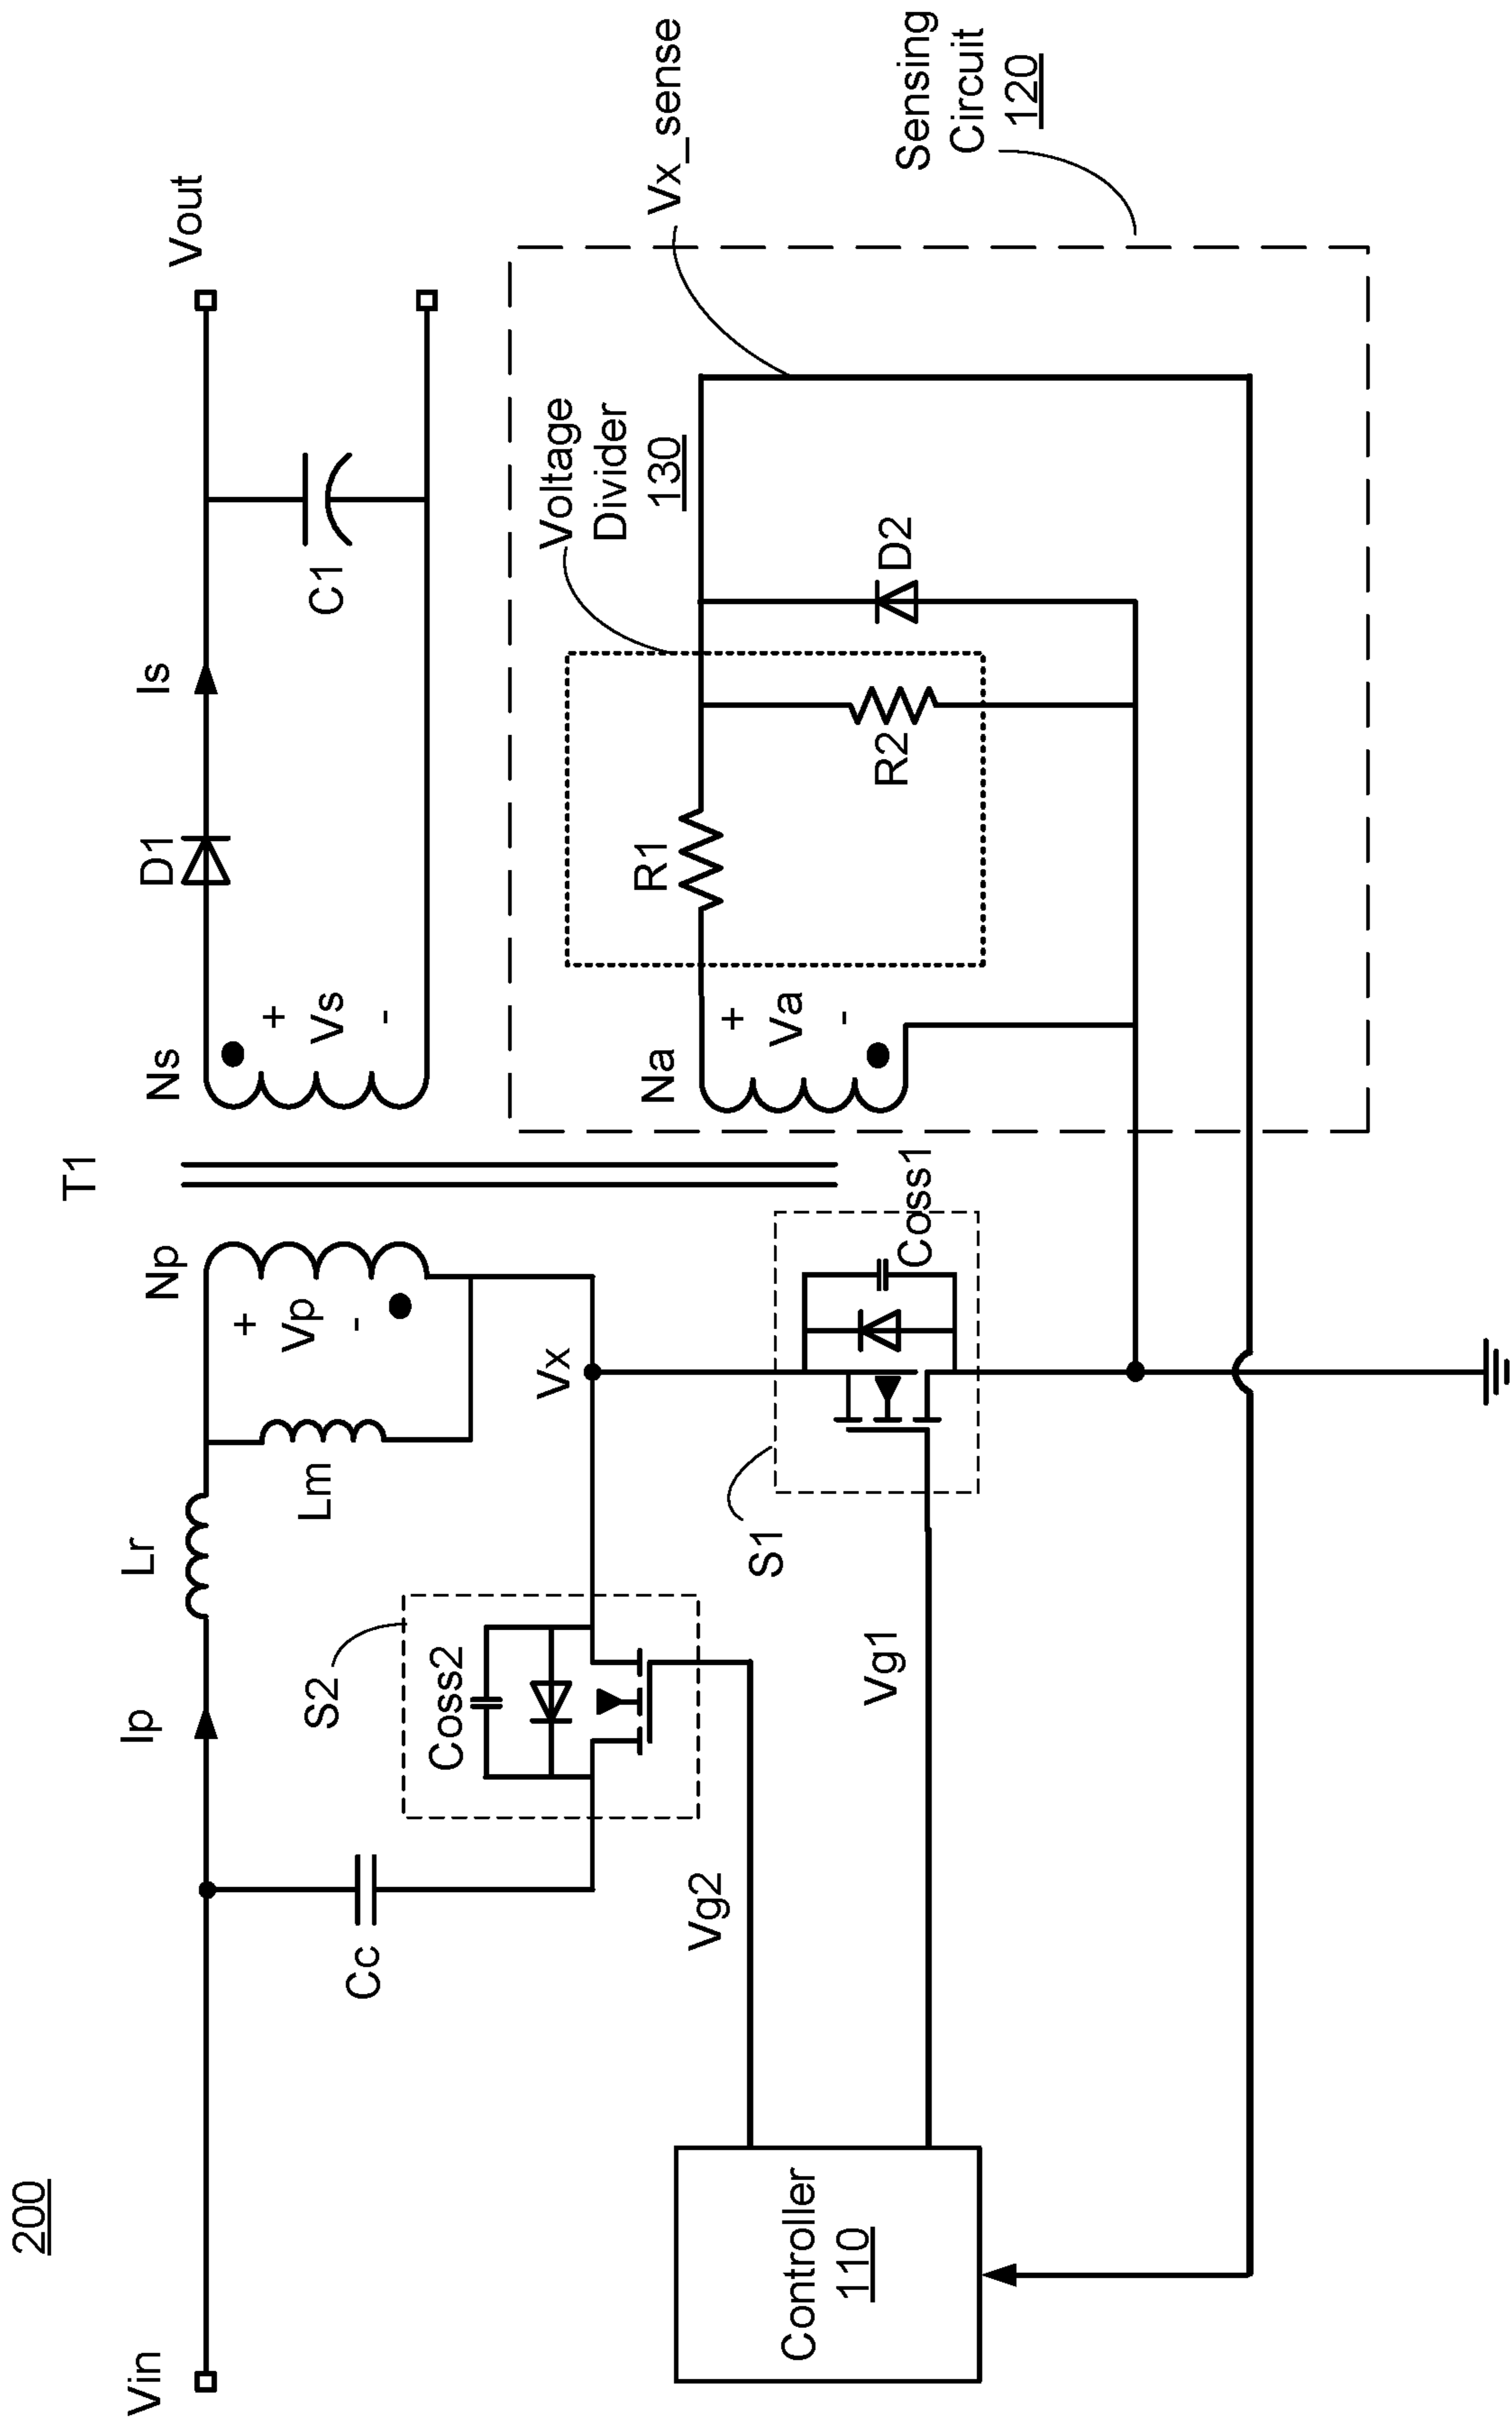 200
Vin
Ip
Lr
Lm
Np
+
Vp
-
T1
Ns
+
Vs
-
D1
Is
C1
Vout
Cc
S2
Coss2
Vx
Vg2
Vg1
S1
Coss1
Controller
110
Na
+
Va
-
R1
R2
D2
Voltage
Divider
130
Vx_sense
Sensing
Circuit
120